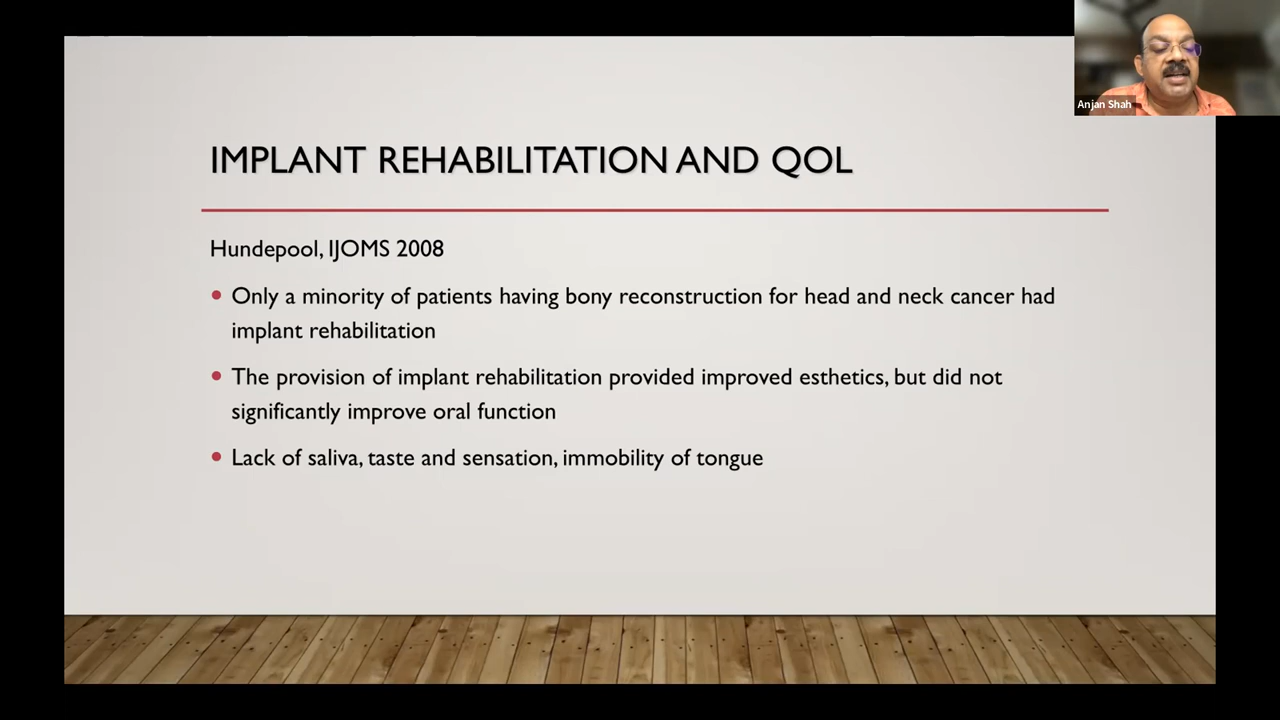 IMPLANT REHABILITATION AND QOL
Hundepool, IJOMS 2008
Only a minority of patients having bony reconstruction for head and neck cancer had
implant rehabilitation
The provision of implant rehabilitation provided improved esthetics, but did not
significantly improve oral function
Lack of saliva, taste and sensation, immobility of tongue
Anjan Shah